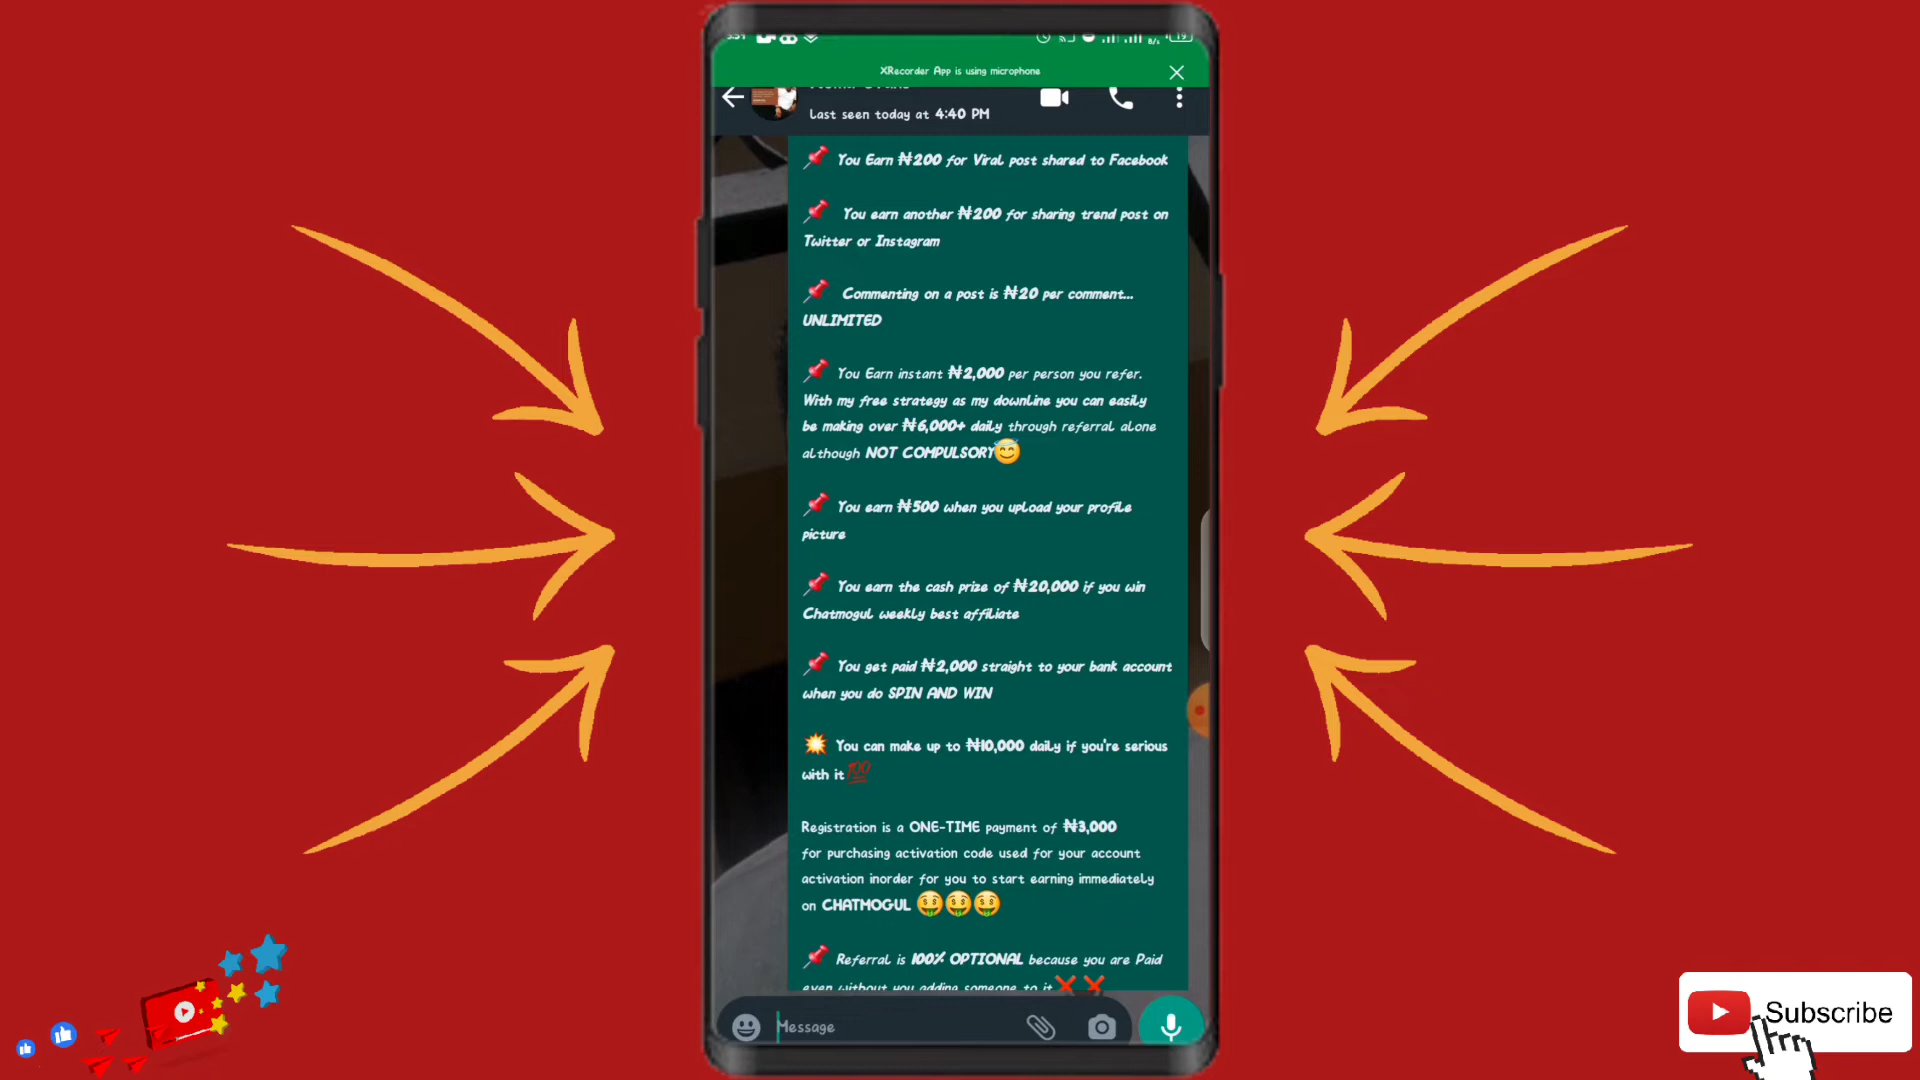 XRecorder App is using microphone
Last seen today at 4:40 PM
You Earn ₦200 for Viral post shared to Facebook
You earn another ₦200 for sharing trend post on
Twitter or Instagram
Commenting on a post is ₦20 per comment...
UNLIMITED
You Earn instant ₦2,000 per person you refer.
With my free strategy as my downline you can easily
be making over ₦6,000+ daily through referral alone
although NOT COMPULSORY
You earn ₦500 when you upload your profile
picture
You earn the cash prize of ₦20,000 if you win
Chatmogul weekly best affiliate
You get paid ₦2,000 straight to your bank account
when you do SPIN AND WIN
You can make up to ₦10,000 daily if you're serious
with it 💯
Registration is a ONE-TIME payment of ₦3,000
for purchasing activation code used for your account
activation inorder for you to start earning immediately
on CHATMOGUL
Referral is 100% OPTIONAL because you are Paid
even without you adding someone to it
Message
Subscribe